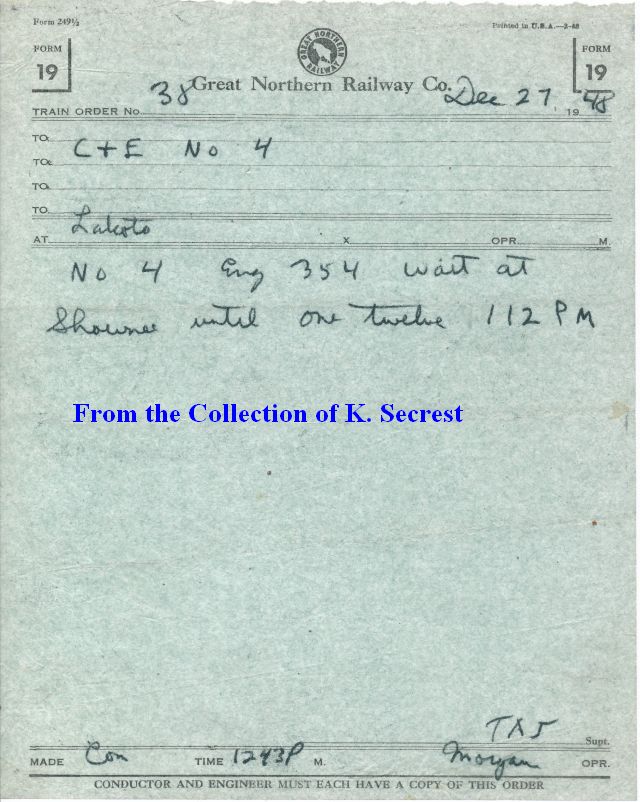 Form 249½
Printed in U.S.A.—2-48
FORM 19
GREAT NORTHERN RAILWAY
FORM 19
Great Northern Railway Co.
TRAIN ORDER No. 38
Dec 27 1948
TO C + E No 4
TO
TO
TO
AT Lakoto X OPR. M.
No 4 Eng 354 wait at
Shawnee until one twelve 112 PM
From the Collection of K. Secrest
Supt.
MADE Com TIME 1243P M. Morgan OPR.
CONDUCTOR AND ENGINEER MUST EACH HAVE A COPY OF THIS ORDER